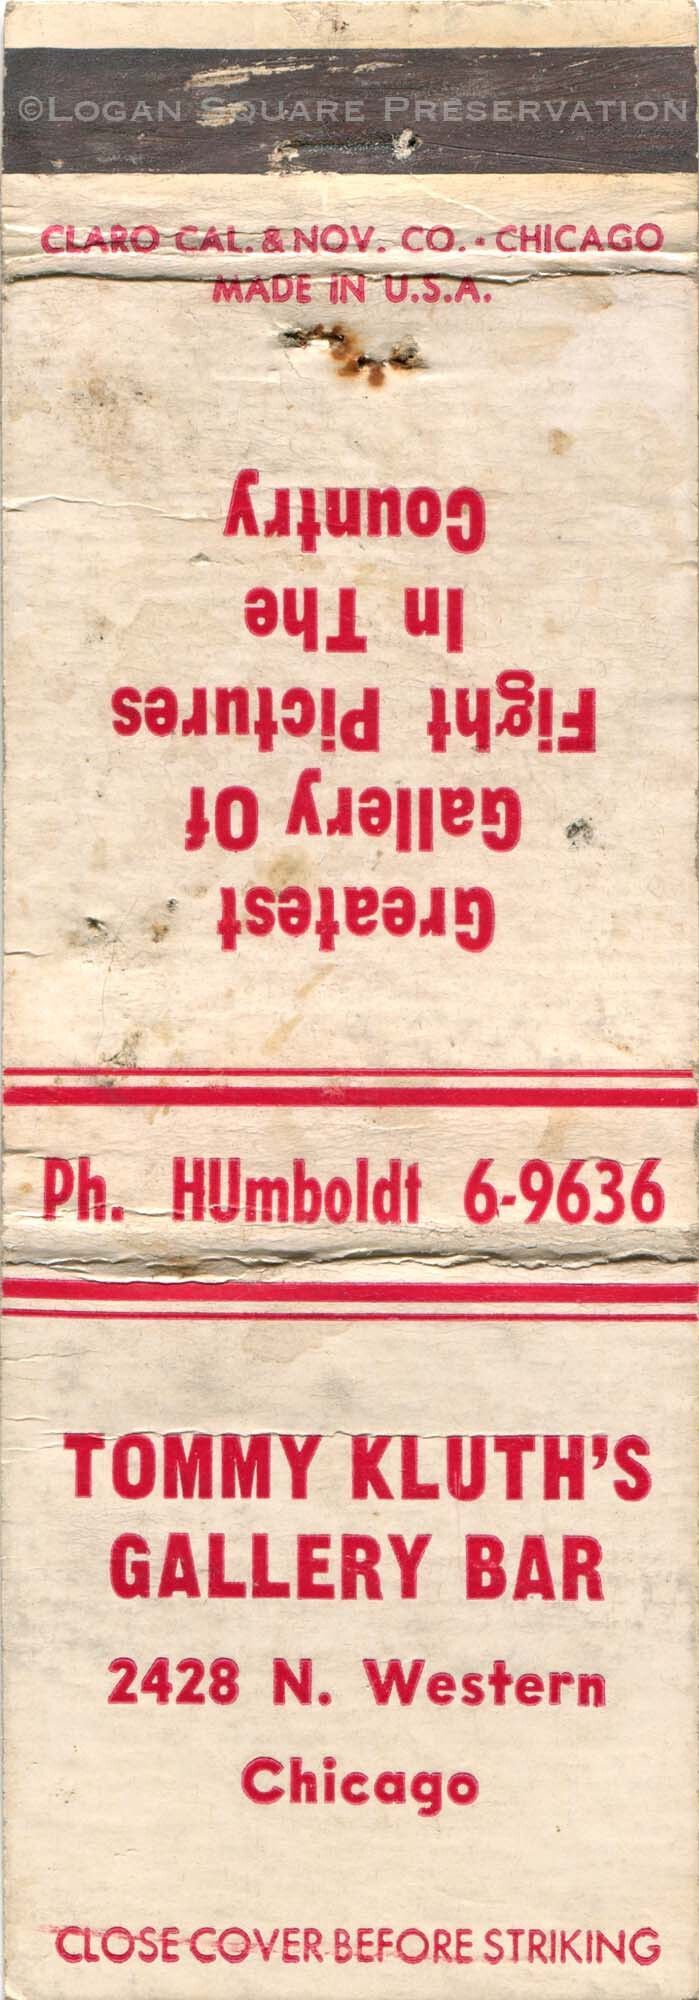 ©LOGAN SQUARE PRESERVATION
CLARO CAL. & NOV. CO. • CHICAGO
MADE IN U.S.A.
Greatest
Gallery Of
Fight Pictures
In The
Country
Ph. HUmboldt 6-9636
TOMMY KLUTH'S
GALLERY BAR
2428 N. Western
Chicago
CLOSE COVER BEFORE STRIKING